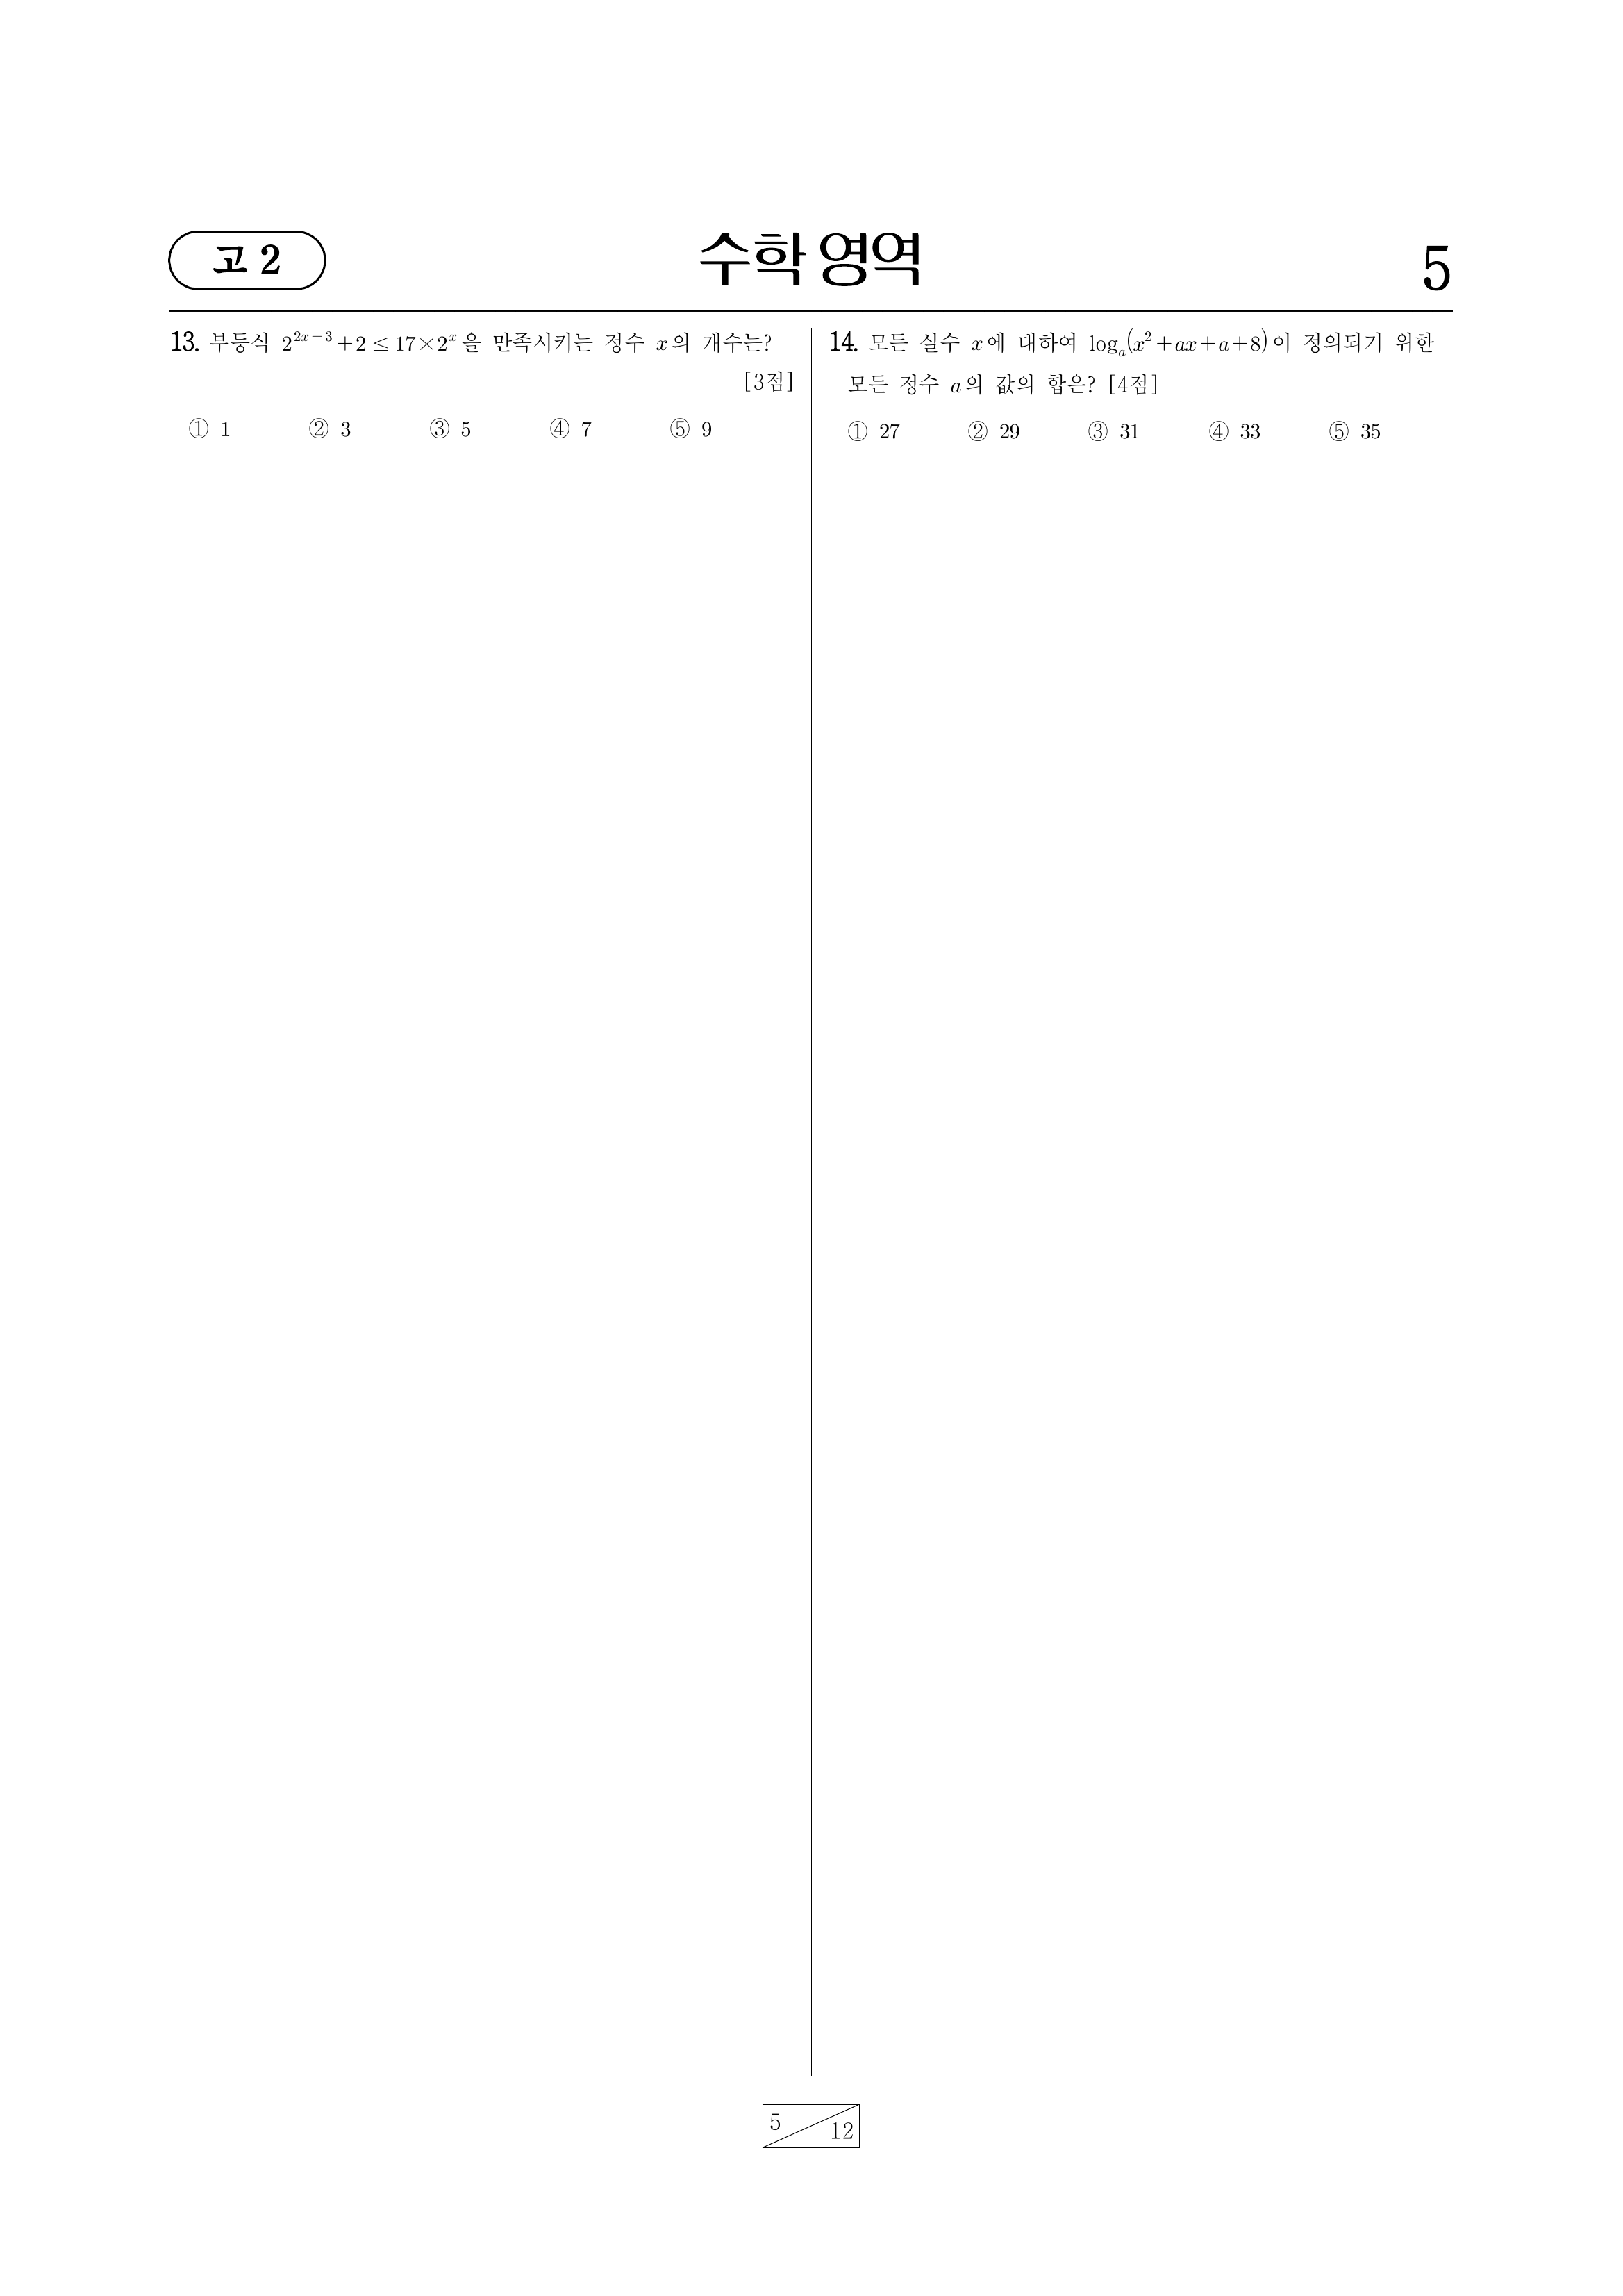 고 2
수학 영역
5
13. 부등식 $2^{2x+3}+2 \leq 17 \times 2^x$을 만족시키는 정수 $x$의 개수는?
[3점]
① 1 ② 3 ③ 5 ④ 7 ⑤ 9
14. 모든 실수 $x$에 대하여 $\log_a(x^2+ax+a+8)$이 정의되기 위한
모든 정수 $a$의 값의 합은? [4점]
① 27 ② 29 ③ 31 ④ 33 ⑤ 35
5
12